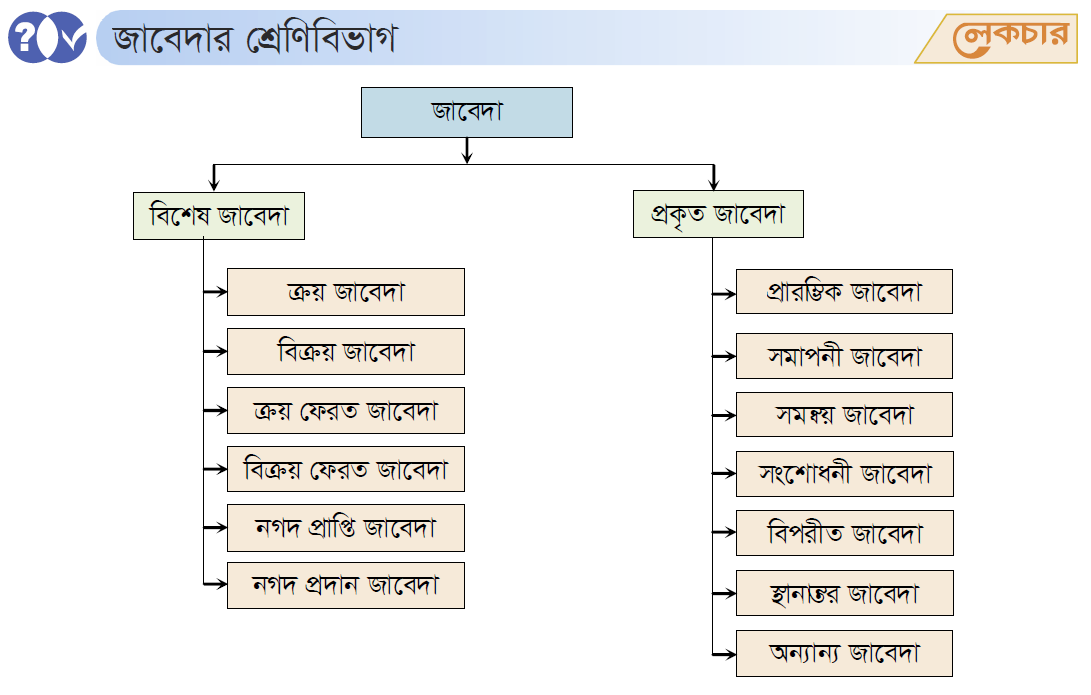 জাবেদার শ্রেণিবিভাগ
লেকচার
জাবেদা
বিশেষ জাবেদা
ক্রয় জাবেদা
বিক্রয় জাবেদা
ক্রয় ফেরত জাবেদা
বিক্রয় ফেরত জাবেদা
নগদ প্রাপ্তি জাবেদা
নগদ প্রদান জাবেদা
প্রকৃত জাবেদা
প্রারম্ভিক জাবেদা
সমাপনী জাবেদা
সমন্বয় জাবেদা
সংশোধনী জাবেদা
বিপরীত জাবেদা
স্থানান্তর জাবেদা
অন্যান্য জাবেদা